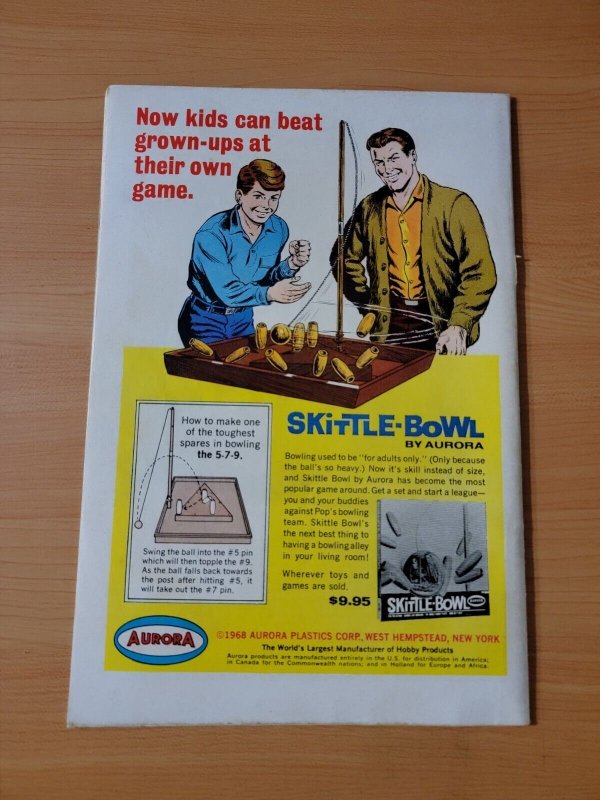 Now kids can beat
grown-ups at
their own
game.
How to make one
of the toughest
spares in bowling
the 5-7-9.
Swing the ball into the #5 pin
which will then topple the #9.
As the ball falls back towards
the post after hitting #5, it
will take out the #7 pin.
SKiTTLE-BoWL
BY AURORA
Bowling used to be "for adults only." (Only because
the ball's so heavy.) Now it's skill instead of size,
and Skittle Bowl by Aurora has become the most
popular game around. Get a set and start a league—
you and your buddies
against Pop's bowling
team. Skittle Bowl's
the next best thing to
having a bowling alley
in your living room!
Wherever toys and
games are sold.
$9.95
SKiTTLE-BoWL
AURORA
©1968 AURORA PLASTICS CORP., WEST HEMPSTEAD, NEW YORK
The World's Largest Manufacturer of Hobby Products
Aurora products are manufactured entirely in the U.S. for distribution in America;
in Canada for the Commonwealth nations; and in Holland for Europe and Africa.